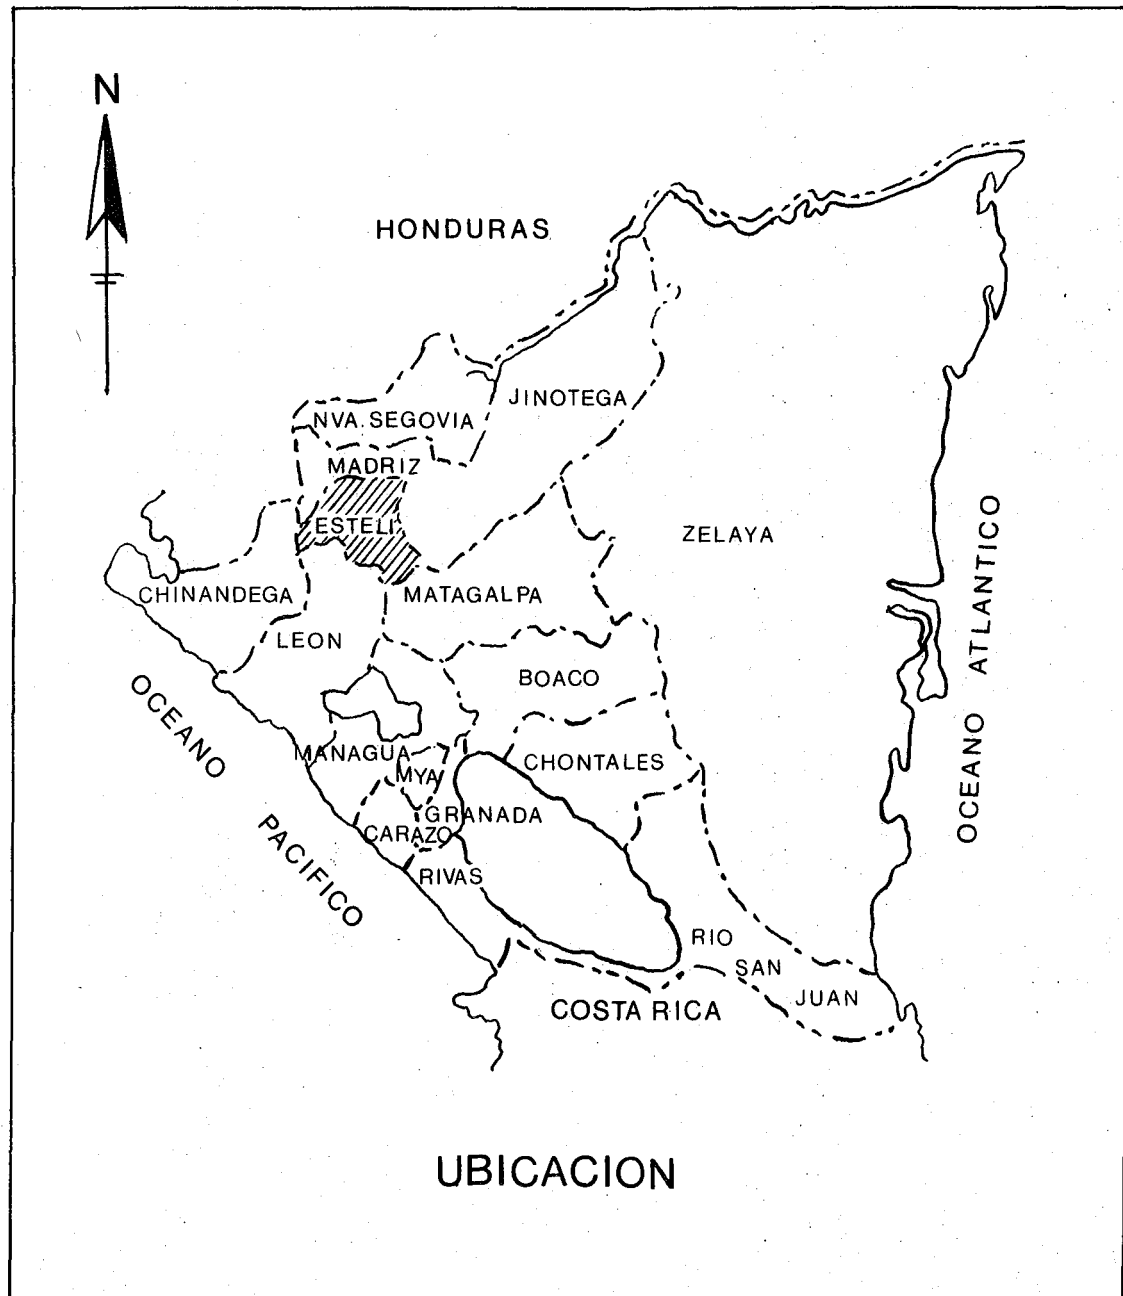 N
HONDURAS
JINOTEGA
NVA. SEGOVIA
MADRIZ
ESTELI
ZELAYA
CHINANDEGA
MATAGALPA
LEON
BOACO
OCEANO ATLANTICO
OCEANO PACIFICO
MANAGUA
CHONTALES
MYA
GRANADA
CARAZO
RIVAS
RIO
SAN
JUAN
COSTA RICA
UBICACION